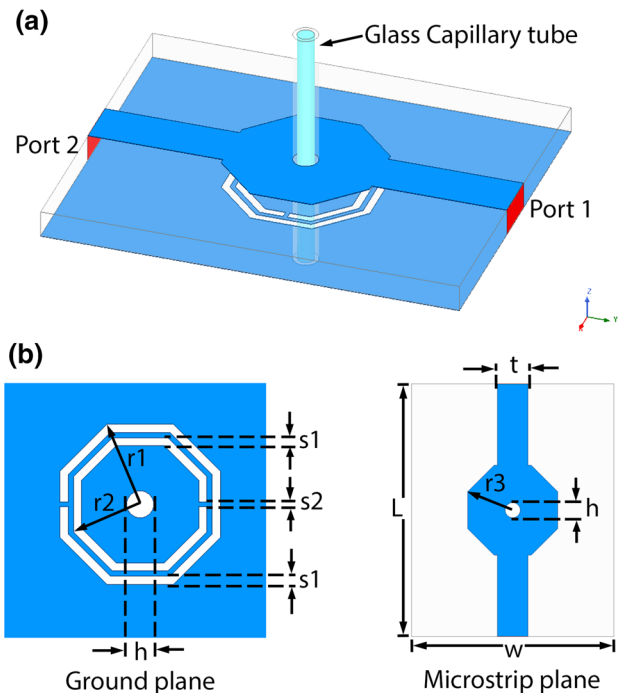 (a)
Glass Capillary tube
Port 2
Port 1
Z
Y
X
(b)
r1
r2
s1
s2
s1
h
Ground plane
t
r3
L
h
w
Microstrip plane